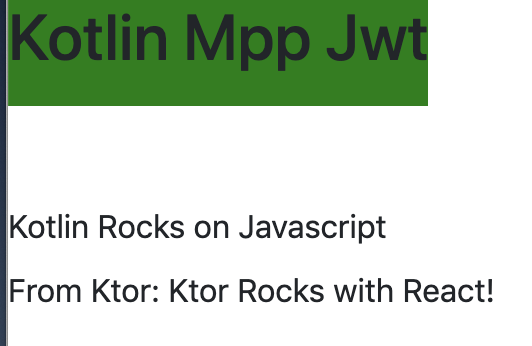 Kotlin Mpp Jwt
Kotlin Rocks on Javascript
From Ktor: Ktor Rocks with React!